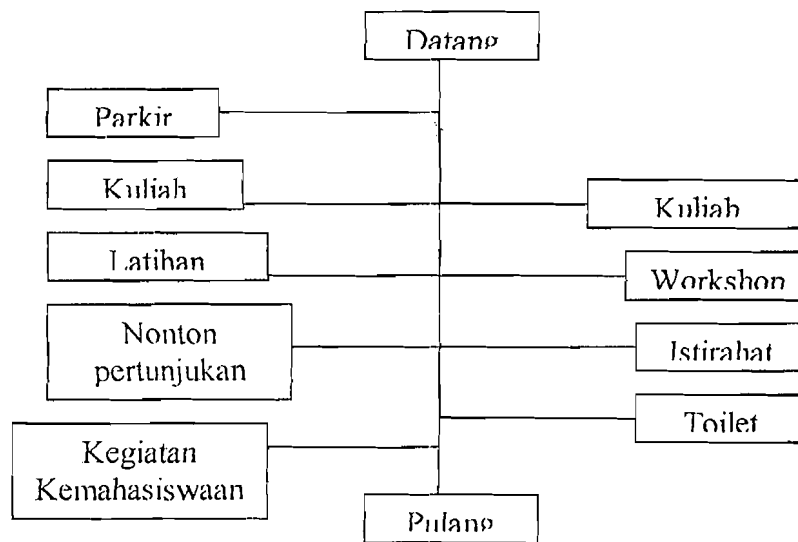 Datang
Parkir
Kuliah
Kuliah
Latihan
Workshop
Nonton
pertunjukan
Istirahat
Toilet
Kegiatan
Kemahasiswaan
Pulang